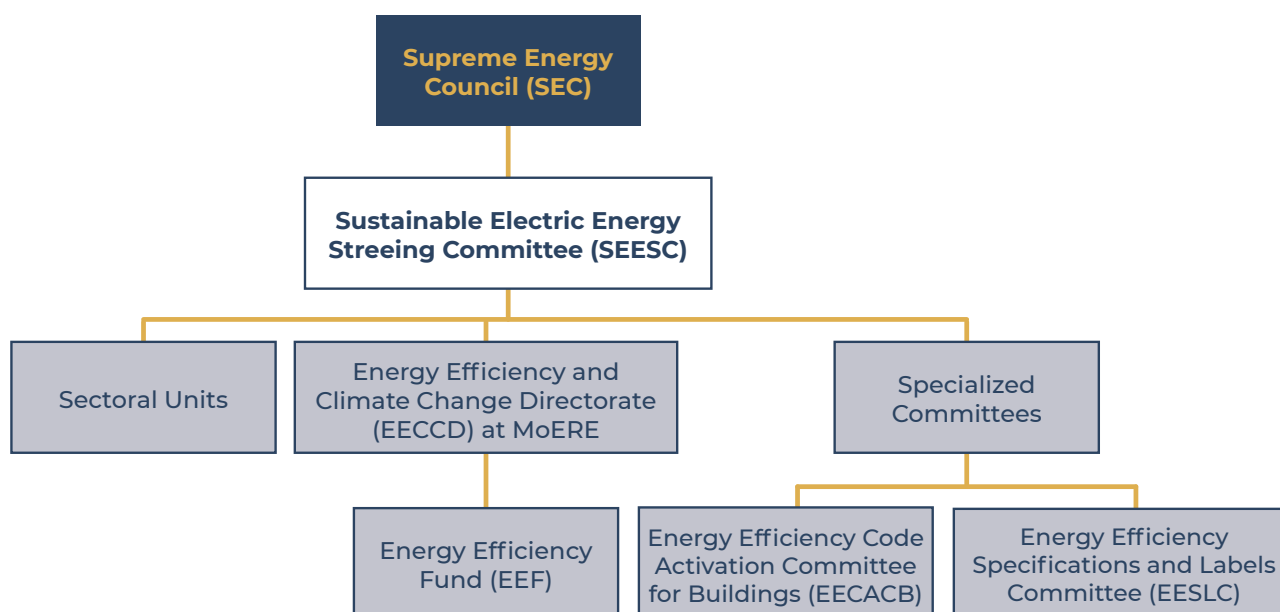 Supreme Energy
Council (SEC)
Sustainable Electric Energy
Streeing Committee (SEESC)
Sectoral Units
Energy Efficiency and
Climate Change Directorate
(EECCD) at MoERE
Specialized
Committees
Energy Efficiency
Fund (EEF)
Energy Efficiency Code
Activation Committee
for Buildings (EECACB)
Energy Efficiency
Specifications and Labels
Committee (EESLC)